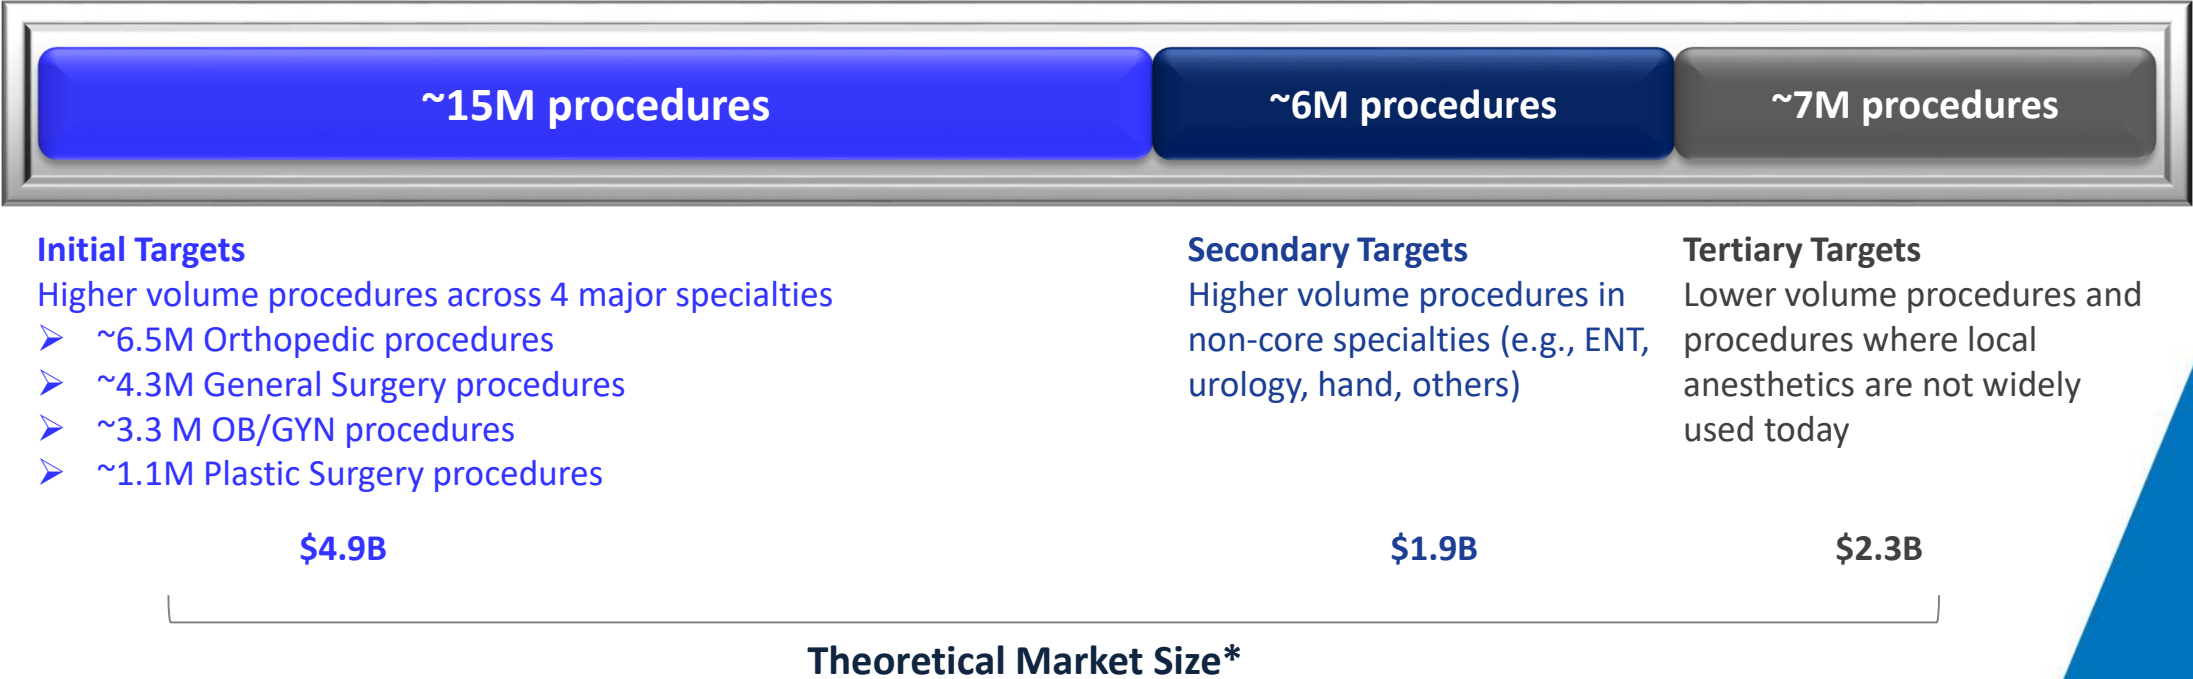 ~15M procedures
~6M procedures
~7M procedures
Initial Targets
Higher volume procedures across 4 major specialties
➢ ~6.5M Orthopedic procedures
➢ ~4.3M General Surgery procedures
➢ ~3.3 M OB/GYN procedures
➢ ~1.1M Plastic Surgery procedures
$4.9B
Secondary Targets
Higher volume procedures in
non-core specialties (e.g., ENT,
urology, hand, others)
$1.9B
Tertiary Targets
Lower volume procedures and
procedures where local
anesthetics are not widely
used today
$2.3B
Theoretical Market Size*